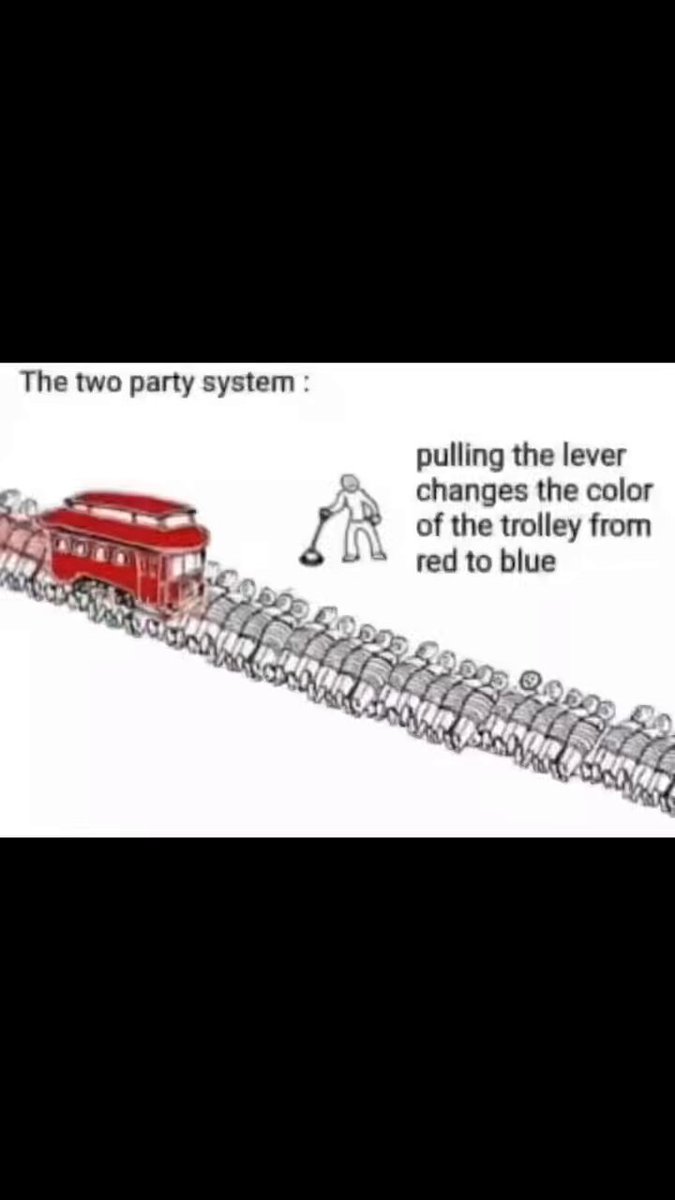 The two party system :
pulling the lever
changes the color
of the trolley from
red to blue